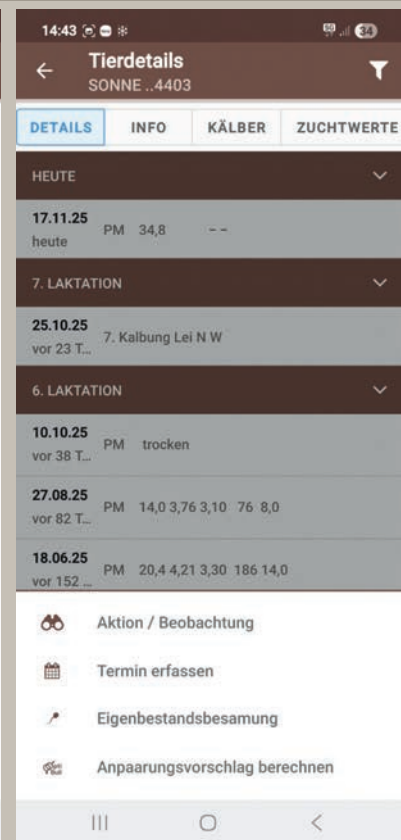 14:43 34
Tierdetails
SONNE ..4403
DETAILS INFO KÄLBER ZUCHTWERTE
HEUTE
17.11.25 PM 34,8 – –
heute
7. LAKTATION
25.10.25 7. Kalbung Lei N W
vor 23 T...
6. LAKTATION
10.10.25 PM trocken
vor 38 T...
27.08.25 PM 14,0 3,76 3,10 76 8,0
vor 82 T...
18.06.25 PM 20,4 4,21 3,30 186 14,0
vor 152 ...
Aktion / Beobachtung
Termin erfassen
Eigenbestandsbesamung
Anpaarungsvorschlag berechnen